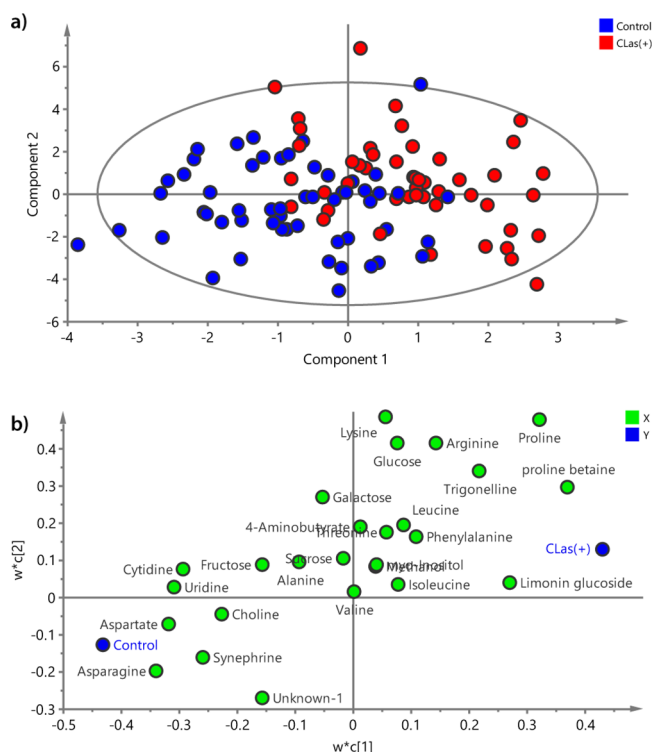 a)
Control
CLas(+)
6
4
2
0
-2
-4
-6
Component 2
-4
-3
-2
-1
0
1
2
3
Component 1
b)
X
Y
0.4
0.3
0.2
0.1
0
-0.1
-0.2
-0.3
w*c[2]
Lysine
Glucose
Arginine
Proline
Trigonelline
proline betaine
Galactose
Leucine
4-Aminobutyrate
Threonine
Phenylalanine
CLas(+)
Cytidine
Fructose
Sucrose
Alanine
myo-Inositol
Methanol
Uridine
Isoleucine
Limonin glucoside
Valine
Choline
Aspartate
Control
Synephrine
Asparagine
Unknown-1
-0.5
-0.4
-0.3
-0.2
-0.1
0
0.1
0.2
0.3
0.4
w*c[1]